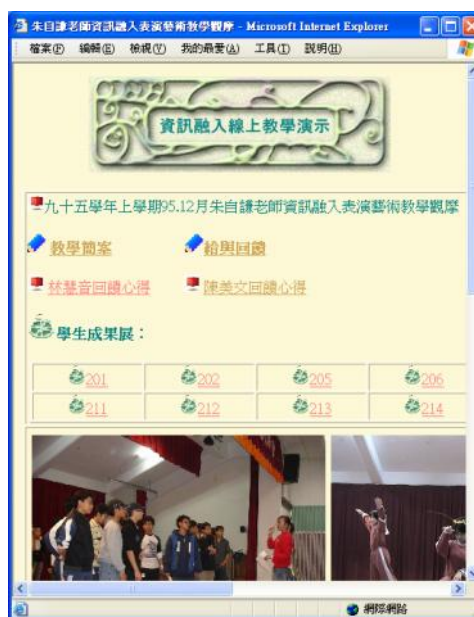 朱自謙老師資訊融入表演藝術教學觀摩 - Microsoft Internet Explorer
檔案(F) 編輯(E) 檢視(V) 我的最愛(A) 工具(I) 說明(H)
資訊融入線上教學演示
九十五學年上學期95.12月朱自謙老師資訊融入表演藝術教學觀摩
教學簡案 給與回饋
林慧音回饋心得 陳美文回饋心得
學生成果展：
201 202 205 206
211 212 213 214
網際網路